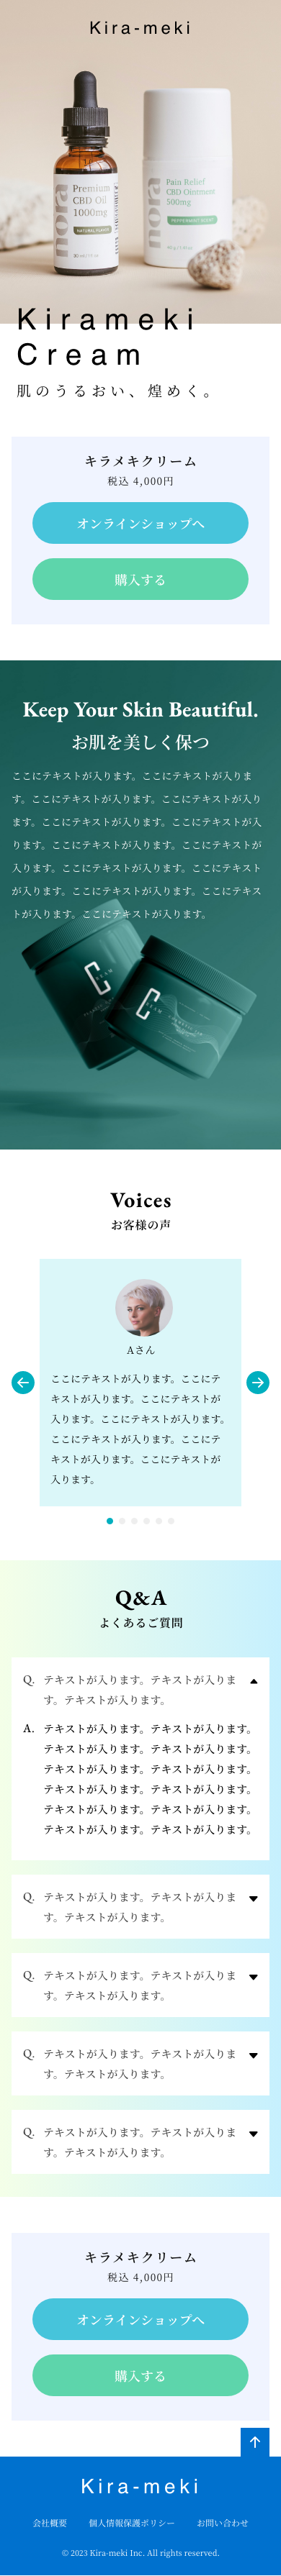 Kira-meki
Premium
CBD Oil
1000mg
NATURAL FLAVOR
nora
Pain Relief
CBD Ointment
500mg
PEPPERMINT SCENT
nora
Kirameki
Cream
肌のうるおい、煌めく。
キラメキクリーム
税込 4,000円
オンラインショップへ
購入する
Keep Your Skin Beautiful.
お肌を美しく保つ
ここにテキストが入ります。ここにテキストが入りま
す。ここにテキストが入ります。ここにテキストが入り
ます。ここにテキストが入ります。ここにテキストが入
ります。ここにテキストが入ります。ここにテキストが
入ります。ここにテキストが入ります。ここにテキスト
が入ります。ここにテキストが入ります。ここにテキス
トが入ります。ここにテキストが入ります。
Voices
お客様の声
Aさん
ここにテキストが入ります。ここにテ
キストが入ります。ここにテキストが
入ります。ここにテキストが入ります。
ここにテキストが入ります。ここにテ
キストが入ります。ここにテキストが
入ります。
Q&A
よくあるご質問
Q. テキストが入ります。テキストが入りま
す。テキストが入ります。
A. テキストが入ります。テキストが入ります。
テキストが入ります。テキストが入ります。
テキストが入ります。テキストが入ります。
テキストが入ります。テキストが入ります。
テキストが入ります。テキストが入ります。
テキストが入ります。テキストが入ります。
Q. テキストが入ります。テキストが入りま
す。テキストが入ります。
Q. テキストが入ります。テキストが入りま
す。テキストが入ります。
Q. テキストが入ります。テキストが入りま
す。テキストが入ります。
Q. テキストが入ります。テキストが入りま
す。テキストが入ります。
キラメキクリーム
税込 4,000円
オンラインショップへ
購入する
Kira-meki
会社概要 個人情報保護ポリシー お問い合わせ
© 2023 Kira-meki Inc. All rights reserved.